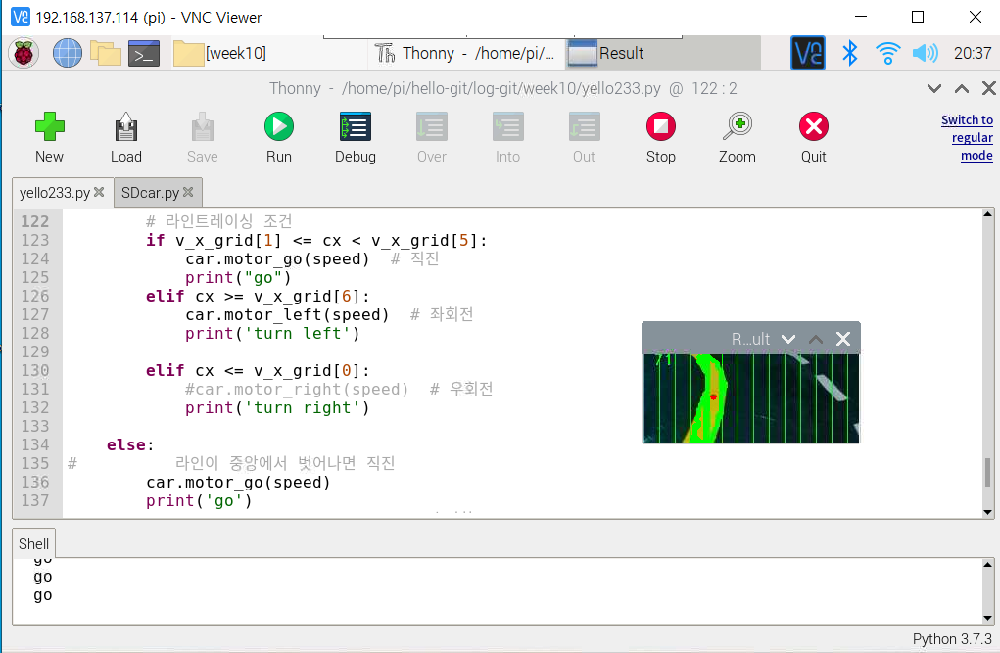 192.168.137.114 (pi) - VNC Viewer
[week10]
Thonny - /home/pi/...
Result
20:37
Thonny - /home/pi/hello-git/log-git/week10/yello233.py @ 122 : 2
New
Load
Save
Run
Debug
Over
Into
Out
Stop
Zoom
Quit
Switch to
regular
mode
yello233.py
SDcar.py
122 # 라인트레이싱 조건
123 if v_x_grid[1] <= cx < v_x_grid[5]:
124 car.motor_go(speed) # 직진
125 print("go")
126 elif cx >= v_x_grid[6]:
127 car.motor_left(speed) # 좌회전
128 print('turn left')
129
130 elif cx <= v_x_grid[0]:
131 #car.motor_right(speed) # 우회전
132 print('turn right')
133
134 else:
135 # 라인이 중앙에서 벗어나면 직진
136 car.motor_go(speed)
137 print('go')
R...ult
71
Shell
go
go
go
Python 3.7.3